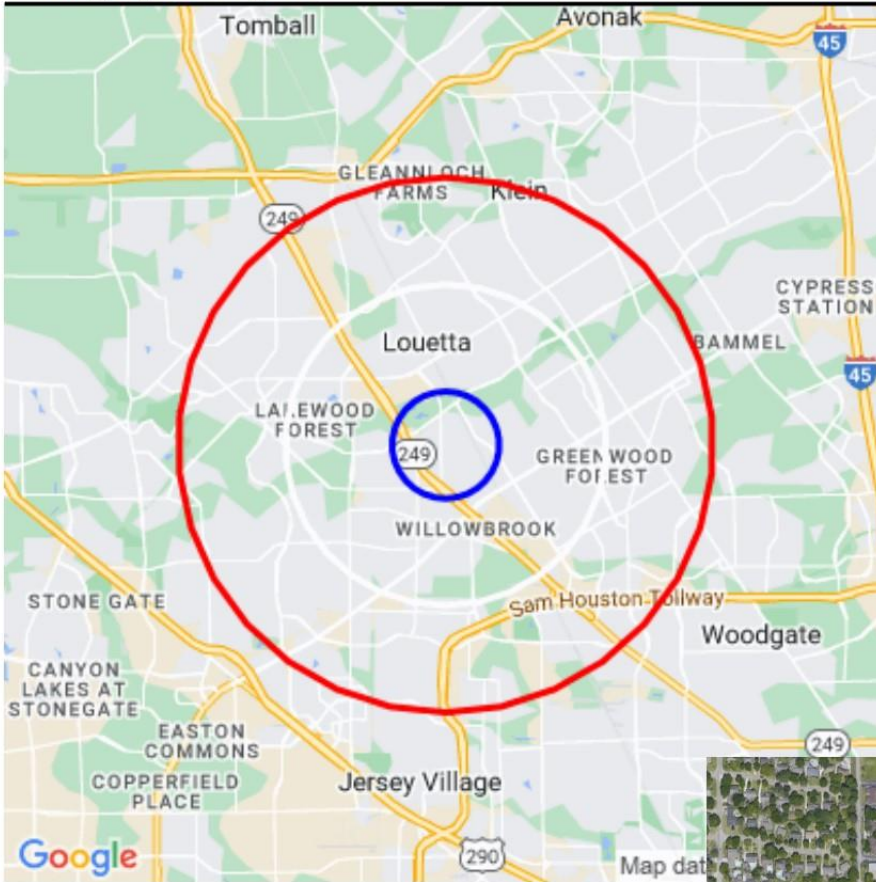 Tomball
Avonak
45
GLEANNLOCH
FARMS
Klein
249
CYPRESS
STATION
Louetta
BAMMEL
45
LAKEWOOD
FOREST
249
GREENWOOD
FOREST
WILLOWBROOK
STONE GATE
Sam Houston Tollway
Woodgate
CANYON
LAKES AT
STONEGATE
EASTON
COMMONS
249
COPPERFIELD
PLACE
Jersey Village
Google
290
Map dat